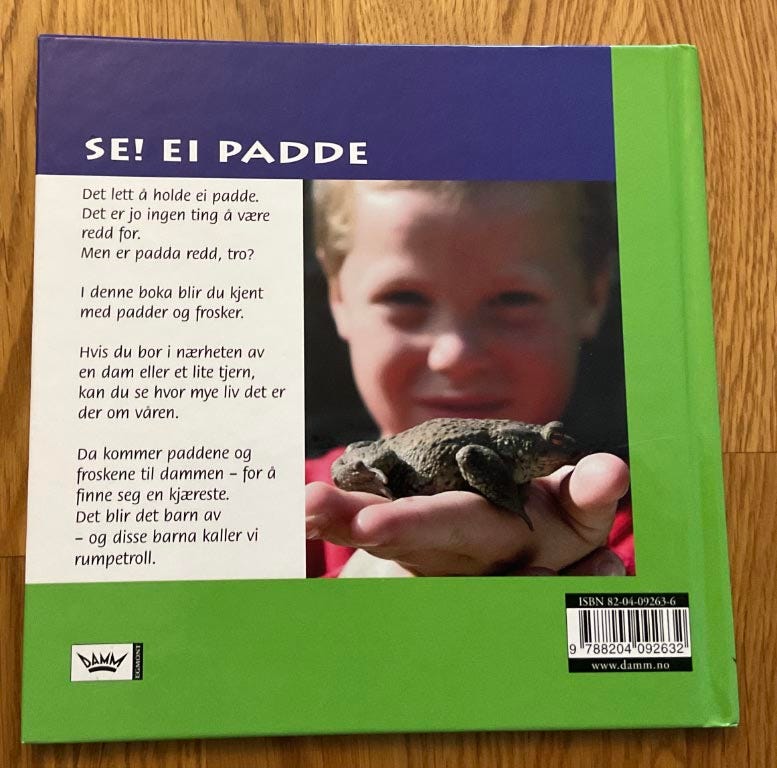 SE! EI PADDE
Det lett å holde ei padde.
Det er jo ingen ting å være
redd for.
Men er padda redd, tro?
I denne boka blir du kjent
med padder og frosker.
Hvis du bor i nærheten av
en dam eller et lite tjern,
kan du se hvor mye liv det er
der om våren.
Da kommer paddene og
froskene til dammen – for å
finne seg en kjæreste.
Det blir det barn av
– og disse barna kaller vi
rumpetroll.
DAMM
EGMONT
ISBN 82-04-09263-6
9 788204 092632
www.damm.no